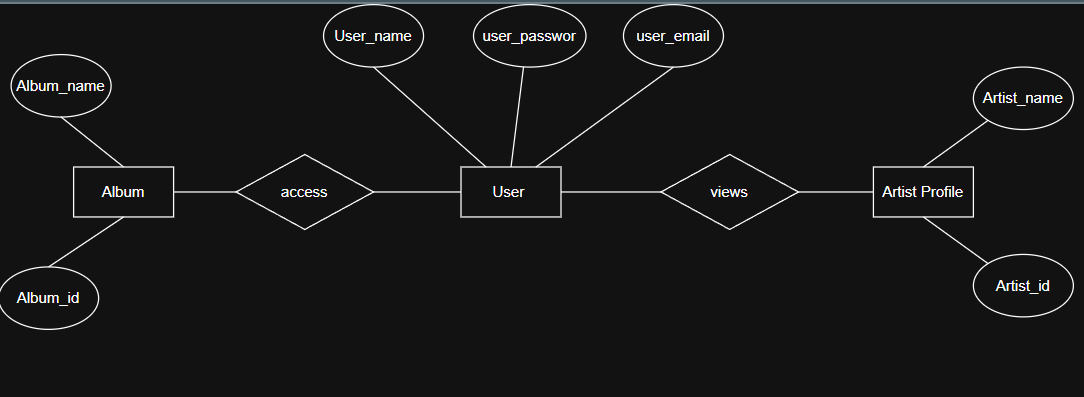 User_name
user_passwor
user_email
Album_name
Artist_name
Album
access
User
views
Artist Profile
Album_id
Artist_id